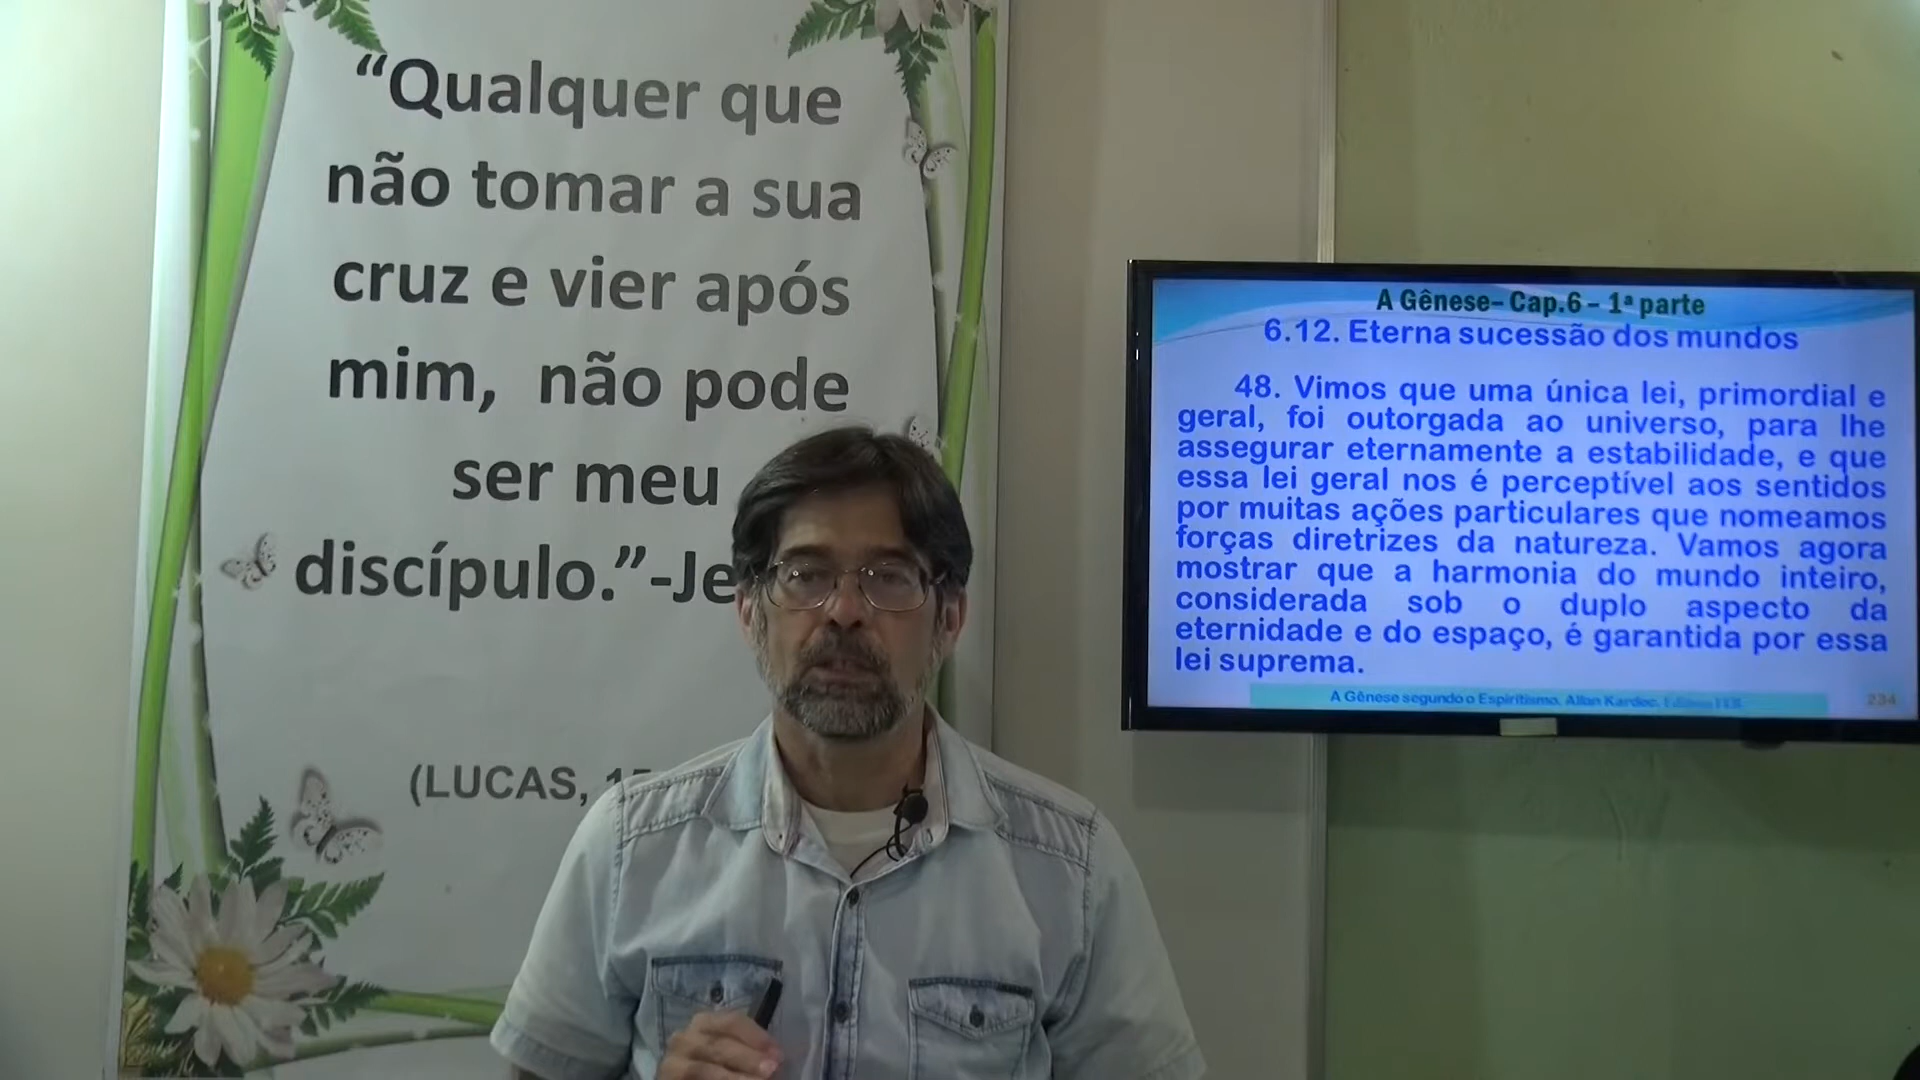 “Qualquer que
não tomar a sua
cruz e vier após
mim, não pode
ser meu
discípulo.”-Je
(LUCAS,
A Gênese– Cap.6 – 1ª parte
6.12. Eterna sucessão dos mundos
48. Vimos que uma única lei, primordial e
geral, foi outorgada ao universo, para lhe
assegurar eternamente a estabilidade, e que
essa lei geral nos é perceptível aos sentidos
por muitas ações particulares que nomeamos
forças diretrizes da natureza. Vamos agora
mostrar que a harmonia do mundo inteiro,
considerada sob o duplo aspecto da
eternidade e do espaço, é garantida por essa
lei suprema.
A Gênese segundo o Espiritismo. Allan Kardec.
234